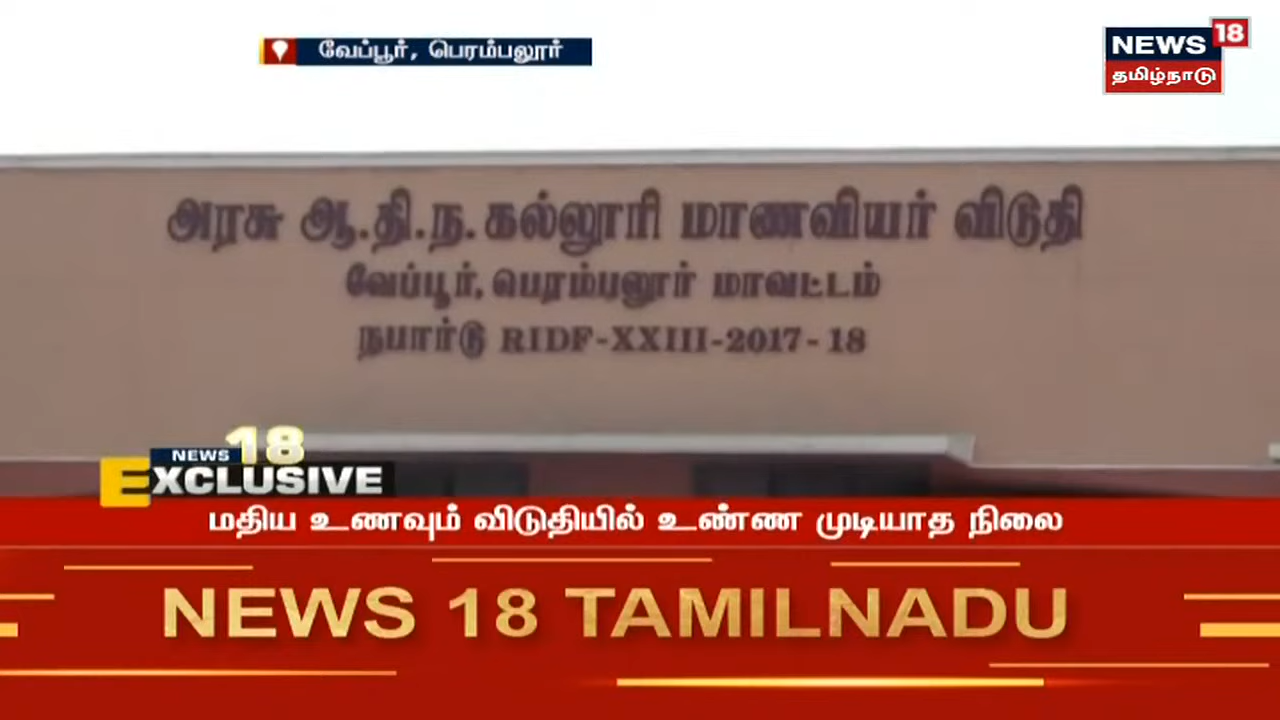 வேப்பூர், பெரம்பலூர்
NEWS 18
தமிழ்நாடு
அரசு ஆ.தி.ந.கல்லூரி மாணவியர் விடுதி
வேப்பூர்,பெரம்பலூர் மாவட்டம்
நபார்டு RIDF-XXIII-2017-18
NEWS 18
EXCLUSIVE
மதிய உணவும் விடுதியில் உண்ண முடியாத நிலை
NEWS 18 TAMILNADU